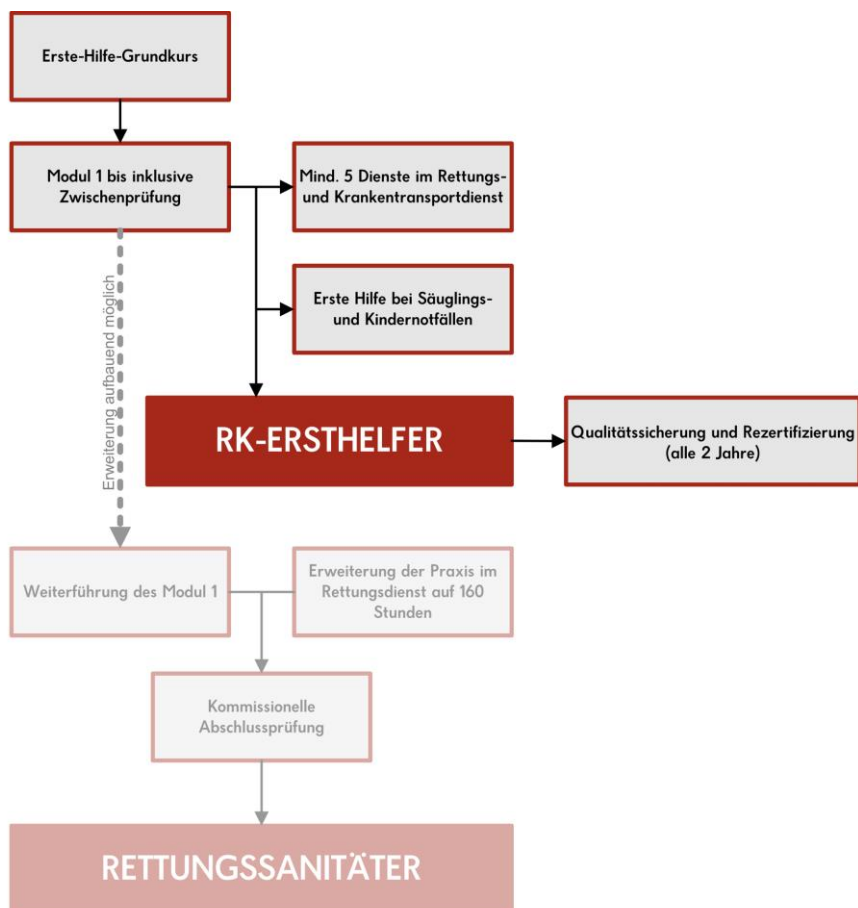 Erste-Hilfe-Grundkurs
Modul 1 bis inklusive
Zwischenprüfung
Mind. 5 Dienste im Rettungs-
und Krankentransportdienst
Erste Hilfe bei Säuglings-
und Kindernotfällen
Erweiterung aufbauend möglich
RK-ERSTHELFER
Qualitätssicherung und Rezertifizierung
(alle 2 Jahre)
Weiterführung des Modul 1
Erweiterung der Praxis im
Rettungsdienst auf 160
Stunden
Kommissionelle
Abschlussprüfung
RETTUNGSSANITÄTER